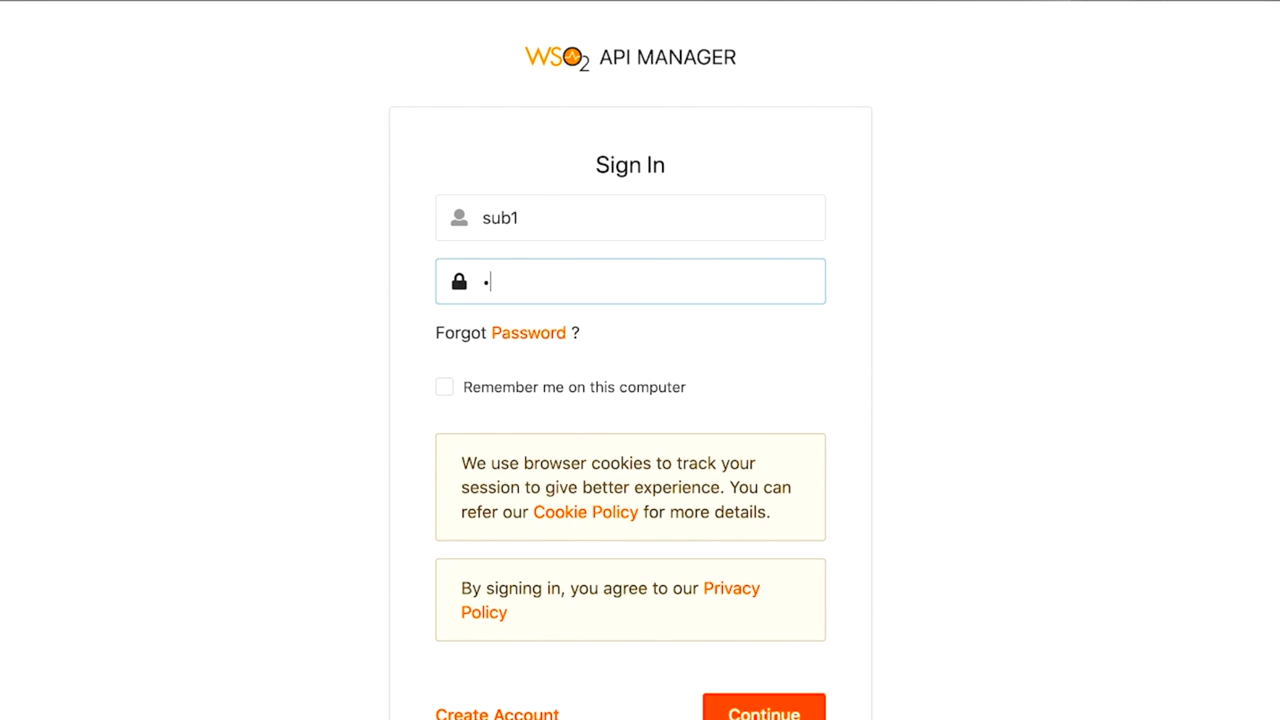 WSO2 API MANAGER
Sign In
sub1
•
Forgot Password ?
Remember me on this computer
We use browser cookies to track your
session to give better experience. You can
refer our Cookie Policy for more details.
By signing in, you agree to our Privacy
Policy
Create Account
Continue